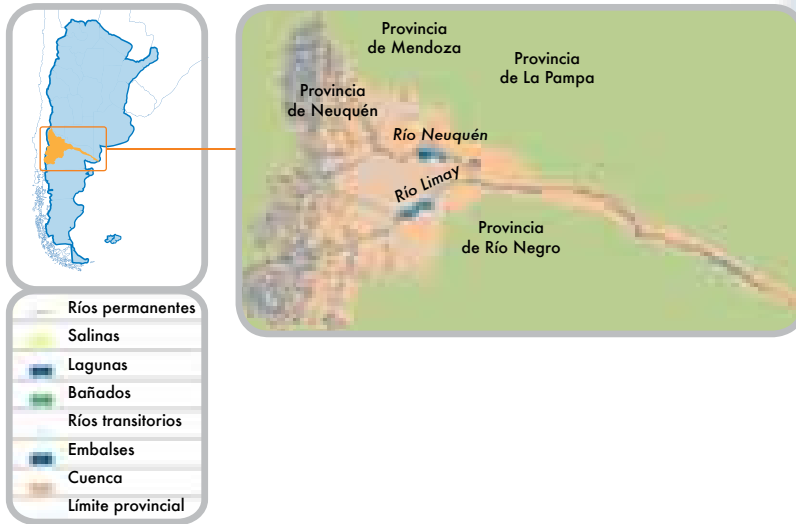 Provincia
de Mendoza
Provincia
de La Pampa
Provincia
de Neuquén
Río Neuquén
Río Limay
Provincia
de Río Negro
Ríos permanentes
Salinas
Lagunas
Bañados
Ríos transitorios
Embalses
Cuenca
Límite provincial